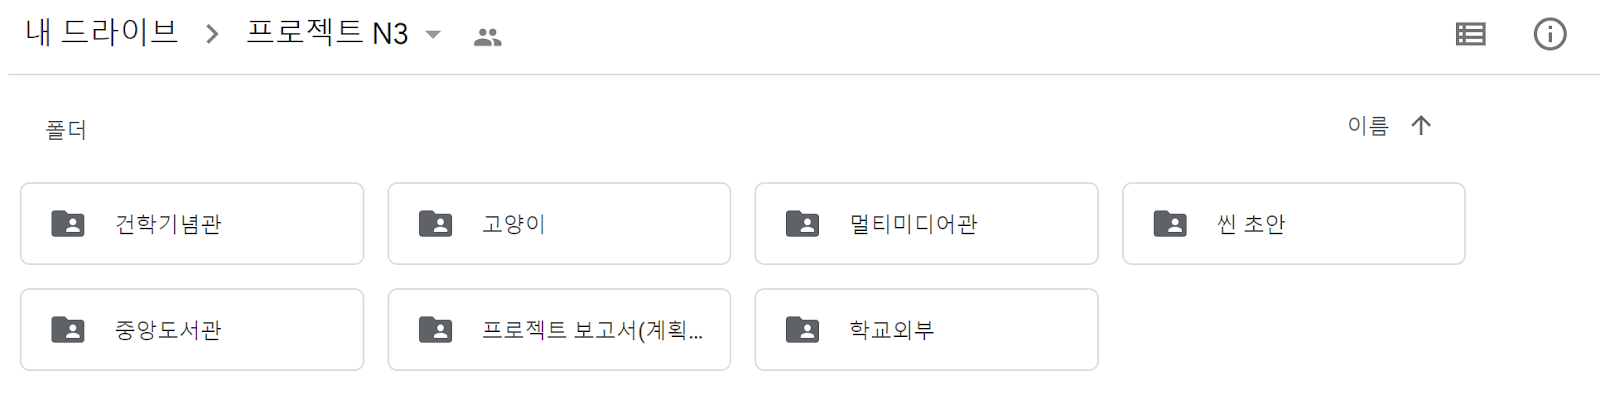 내 드라이브 > 프로젝트 N3
폴더
이름
건학기념관
고양이
멀티미디어관
씬 초안
중앙도서관
프로젝트 보고서(계획...
학교외부